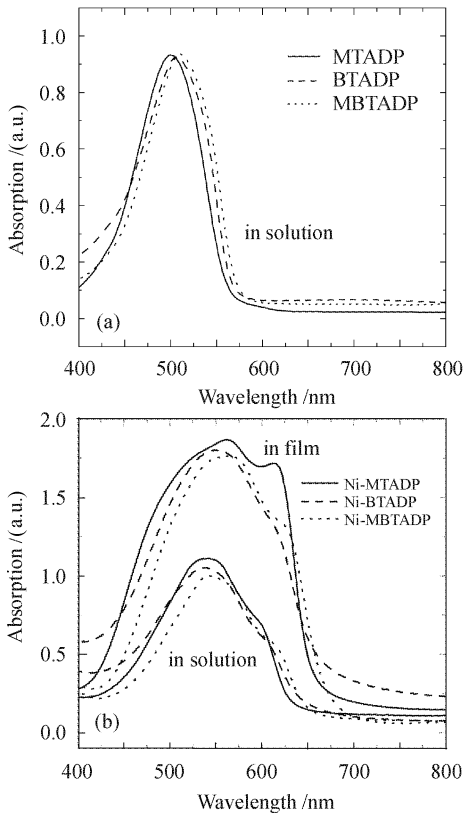 1.0
0.8
0.6
0.4
0.2
0.0
Absorption /(a.u.)
MTADP
BTADP
MBTADP
in solution
(a)
400 500 600 700 800
Wavelength /nm
2.0
1.5
1.0
0.5
0.0
Absorption /(a.u.)
in film
Ni-MTADP
Ni-BTADP
Ni-MBTADP
in solution
(b)
400 500 600 700 800
Wavelength /nm